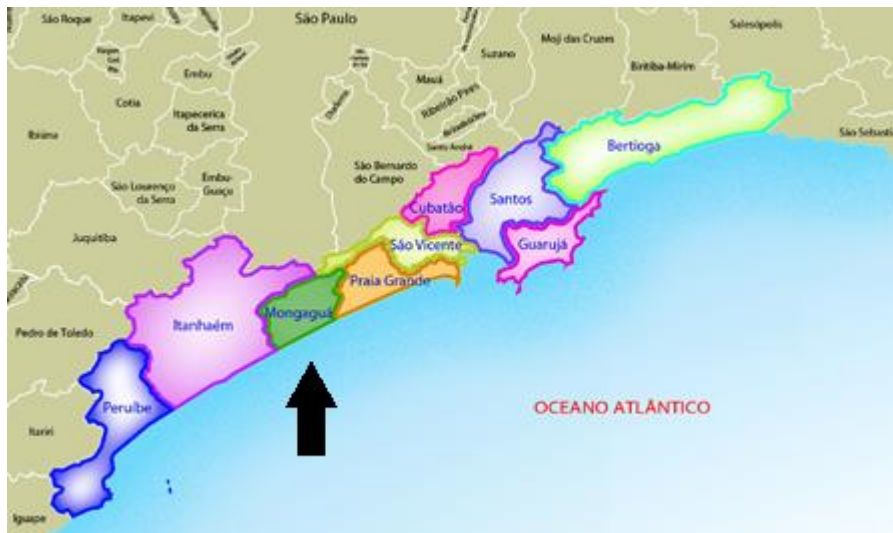 São Roque
Itapevi
São Paulo
Salesópolis
Moji das Cruzes
Suzano
Cotia
Embu
Mauá
Biritiba-Mirim
Ribeirão Pires
Itapecerica
da Serra
Diadema
Ibiúna
São Sebastiã
Santo André
Bertioga
São Bernardo
do Campo
São Lourenço
da Serra
Embu-
Guaçu
Cubatão
Santos
Juquitiba
São Vicente
Guarujá
Praia Grande
Mongaguá
Itanhaém
Pedro de Toledo
Peruíbe
OCEANO ATLÂNTICO
Itariri
Iguape